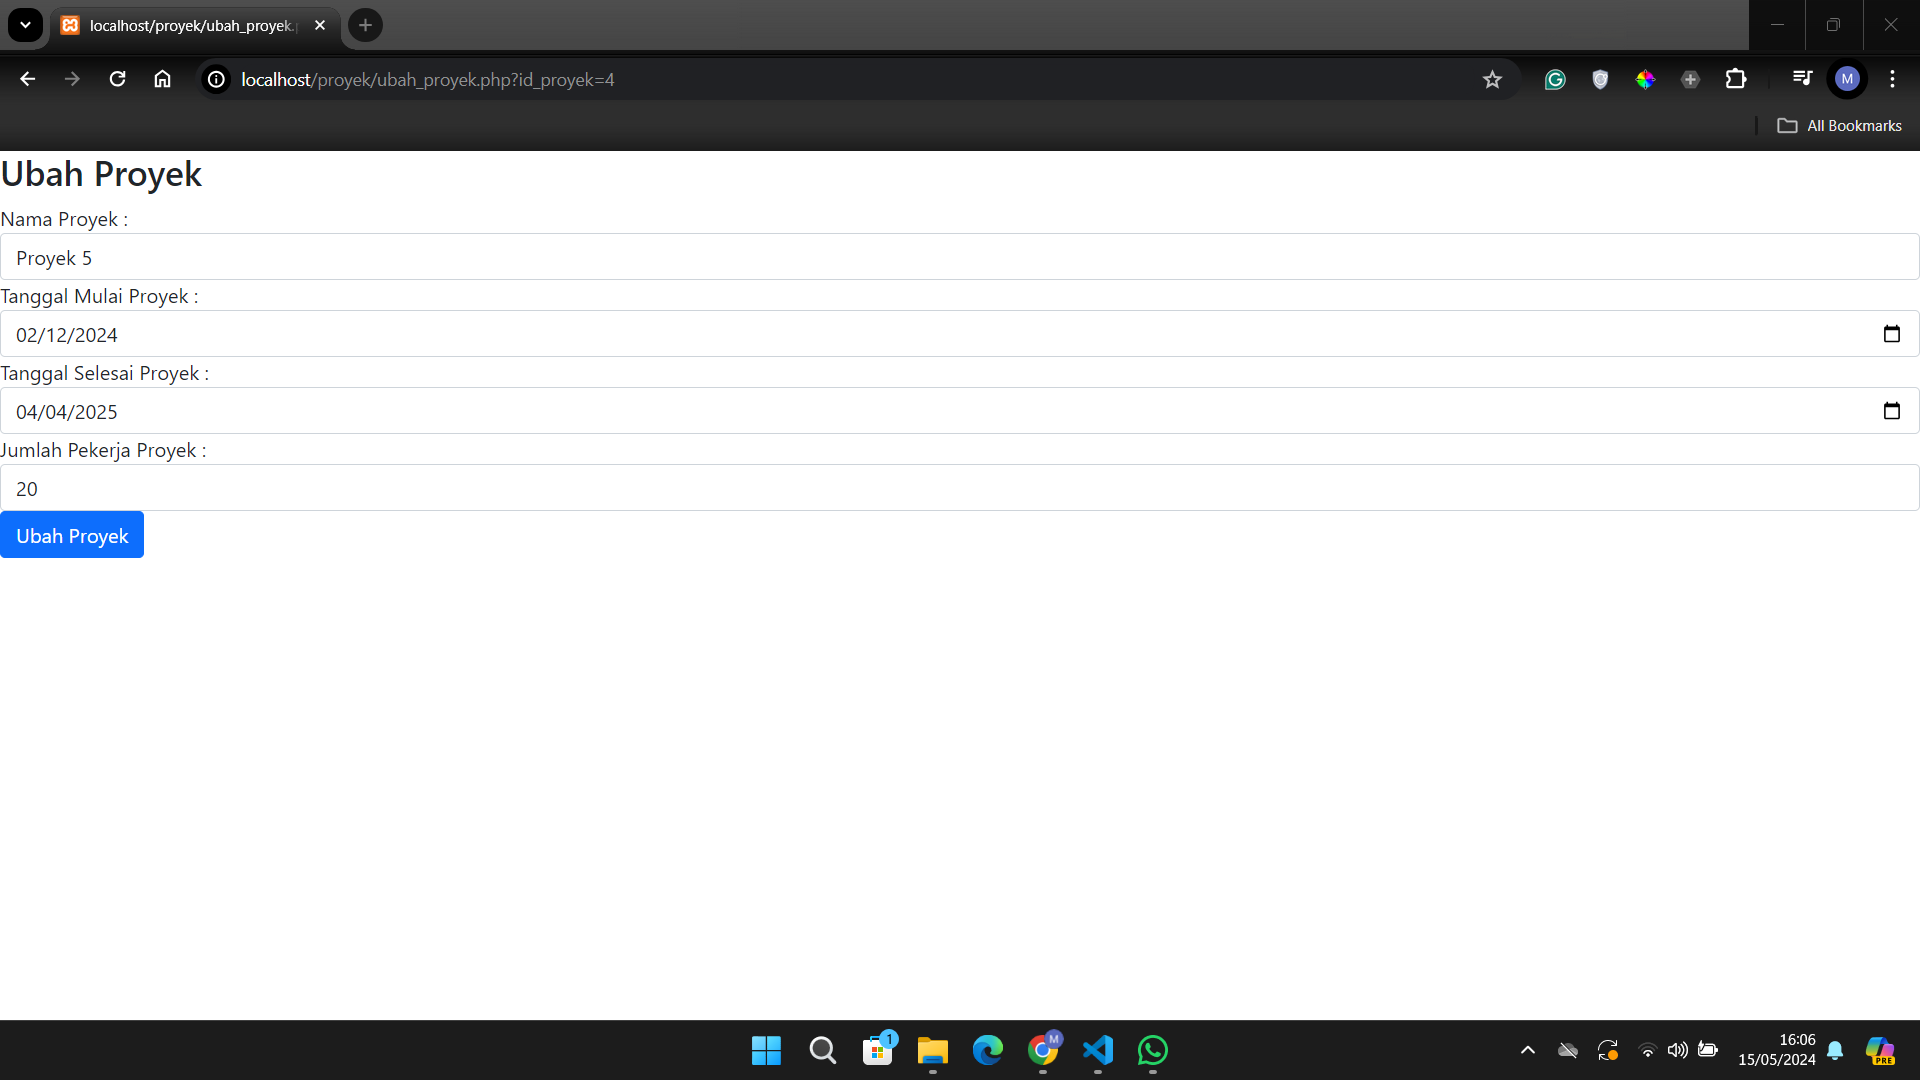 localhost/proyek/ubah_proyek.
localhost/proyek/ubah_proyek.php?id_proyek=4
M
All Bookmarks
Ubah Proyek
Nama Proyek :
Proyek 5
Tanggal Mulai Proyek :
02/12/2024
Tanggal Selesai Proyek :
04/04/2025
Jumlah Pekerja Proyek :
20
Ubah Proyek
1
M
16:06
15/05/2024
PRE